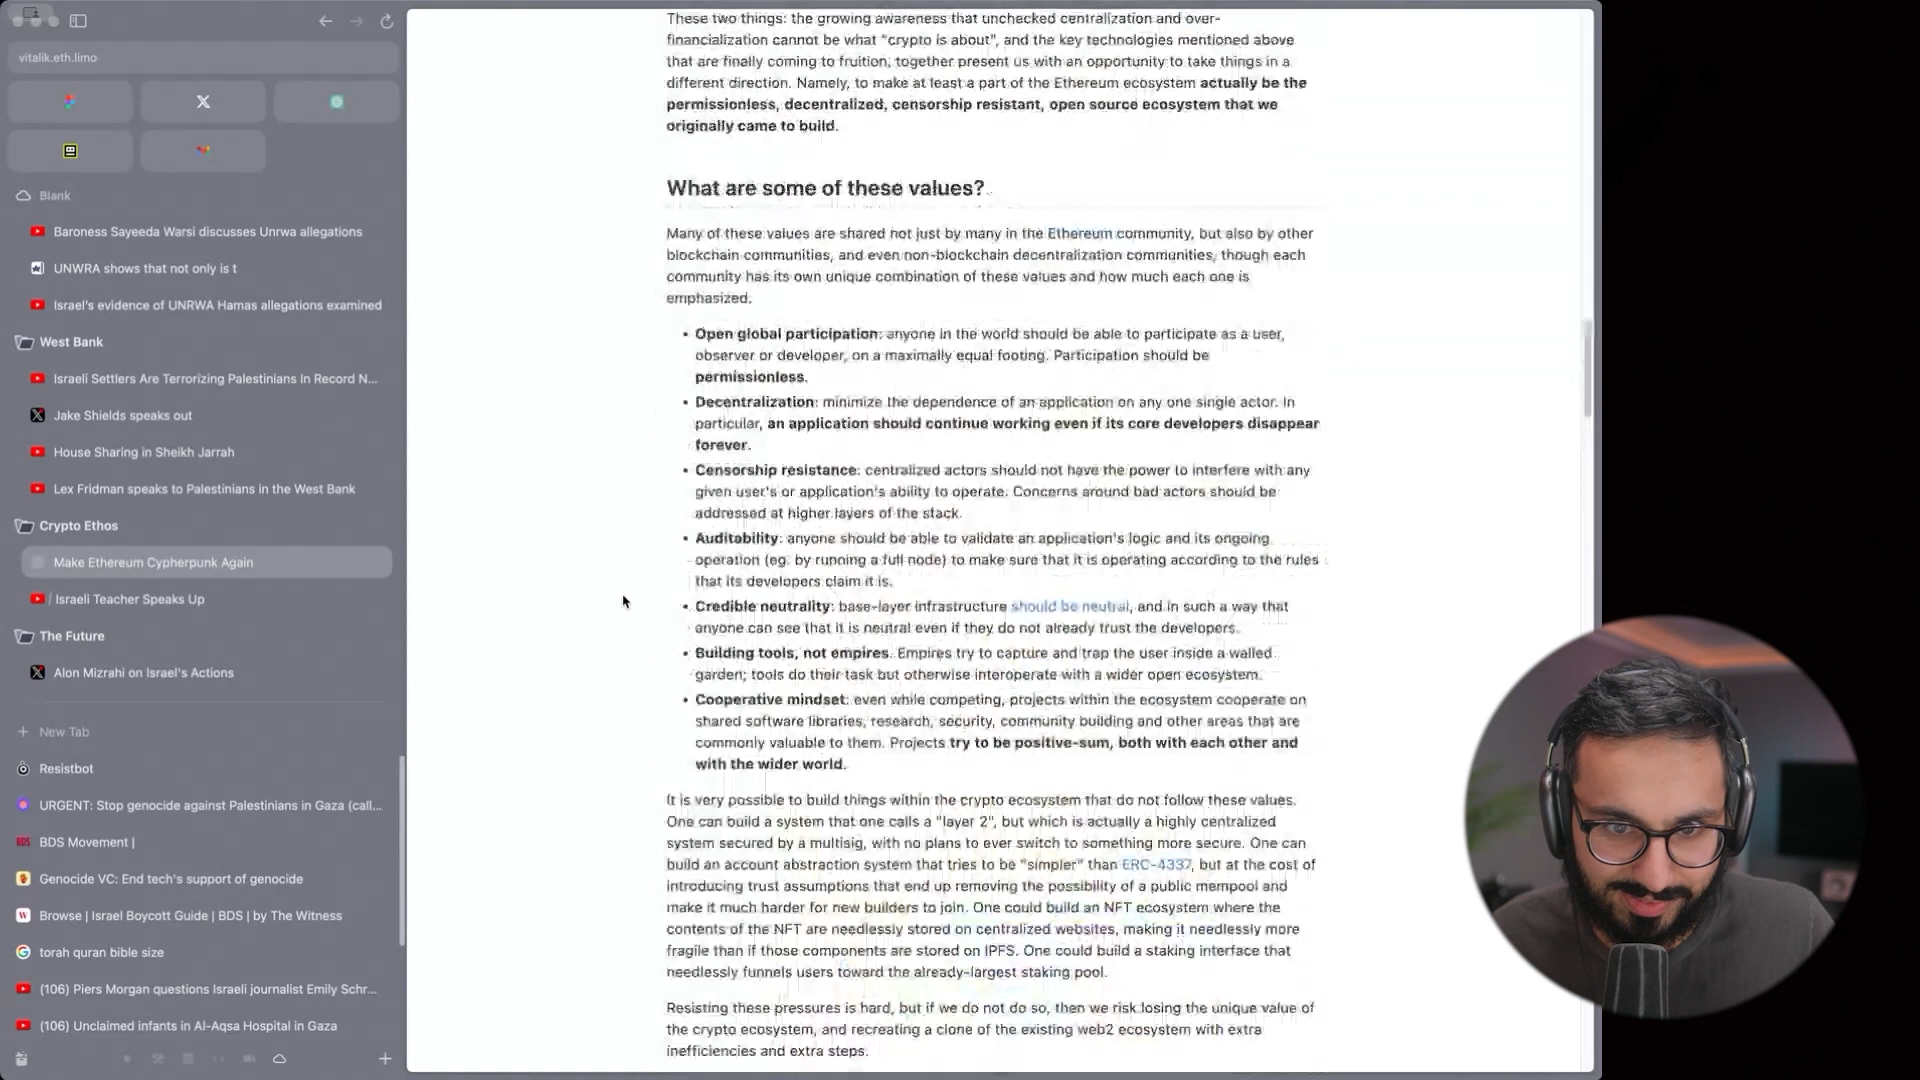 vitalik.eth.limo
Blank
Baroness Sayeeda Warsi discusses Unrwa allegations
UNWRA shows that not only is t
Israel's evidence of UNRWA Hamas allegations examined
West Bank
Israeli Settlers Are Terrorizing Palestinians In Record N...
Jake Shields speaks out
House Sharing in Sheikh Jarrah
Lex Fridman speaks to Palestinians in the West Bank
Crypto Ethos
Make Ethereum Cypherpunk Again
/ Israeli Teacher Speaks Up
The Future
Alon Mizrahi on Israel's Actions
New Tab
Resistbot
URGENT: Stop genocide against Palestinians in Gaza (call...
BDS Movement |
Genocide VC: End tech's support of genocide
Browse | Israel Boycott Guide | BDS | by The Witness
torah quran bible size
(106) Piers Morgan questions Israeli journalist Emily Schr...
(106) Unclaimed infants in Al-Aqsa Hospital in Gaza
These two things: the growing awareness that unchecked centralization and over-
financialization cannot be what "crypto is about", and the key technologies mentioned above
that are finally coming to fruition, together present us with an opportunity to take things in a
different direction. Namely, to make at least a part of the Ethereum ecosystem actually be the
permissionless, decentralized, censorship resistant, open source ecosystem that we
originally came to build.
What are some of these values?
Many of these values are shared not just by many in the Ethereum community, but also by other
blockchain communities, and even non-blockchain decentralization communities, though each
community has its own unique combination of these values and how much each one is
emphasized.
• Open global participation: anyone in the world should be able to participate as a user,
observer or developer, on a maximally equal footing. Participation should be
permissionless.
• Decentralization: minimize the dependence of an application on any one single actor. In
particular, an application should continue working even if its core developers disappear
forever.
• Censorship resistance: centralized actors should not have the power to interfere with any
given user's or application's ability to operate. Concerns around bad actors should be
addressed at higher layers of the stack.
• Auditability: anyone should be able to validate an application's logic and its ongoing
operation (eg. by running a full node) to make sure that it is operating according to the rules
that its developers claim it is.
• Credible neutrality: base-layer infrastructure should be neutral, and in such a way that
anyone can see that it is neutral even if they do not already trust the developers.
• Building tools, not empires. Empires try to capture and trap the user inside a walled
garden; tools do their task but otherwise interoperate with a wider open ecosystem.
• Cooperative mindset: even while competing, projects within the ecosystem cooperate on
shared software libraries, research, security, community building and other areas that are
commonly valuable to them. Projects try to be positive-sum, both with each other and
with the wider world.
It is very possible to build things within the crypto ecosystem that do not follow these values.
One can build a system that one calls a "layer 2", but which is actually a highly centralized
system secured by a multisig, with no plans to ever switch to something more secure. One can
build an account abstraction system that tries to be "simpler" than ERC-4337, but at the cost of
introducing trust assumptions that end up removing the possibility of a public mempool and
make it much harder for new builders to join. One could build an NFT ecosystem where the
contents of the NFT are needlessly stored on centralized websites, making it needlessly more
fragile than if those components are stored on IPFS. One could build a staking interface that
needlessly funnels users toward the already-largest staking pool.
Resisting these pressures is hard, but if we do not do so, then we risk losing the unique value of
the crypto ecosystem, and recreating a clone of the existing web2 ecosystem with extra
inefficiencies and extra steps.